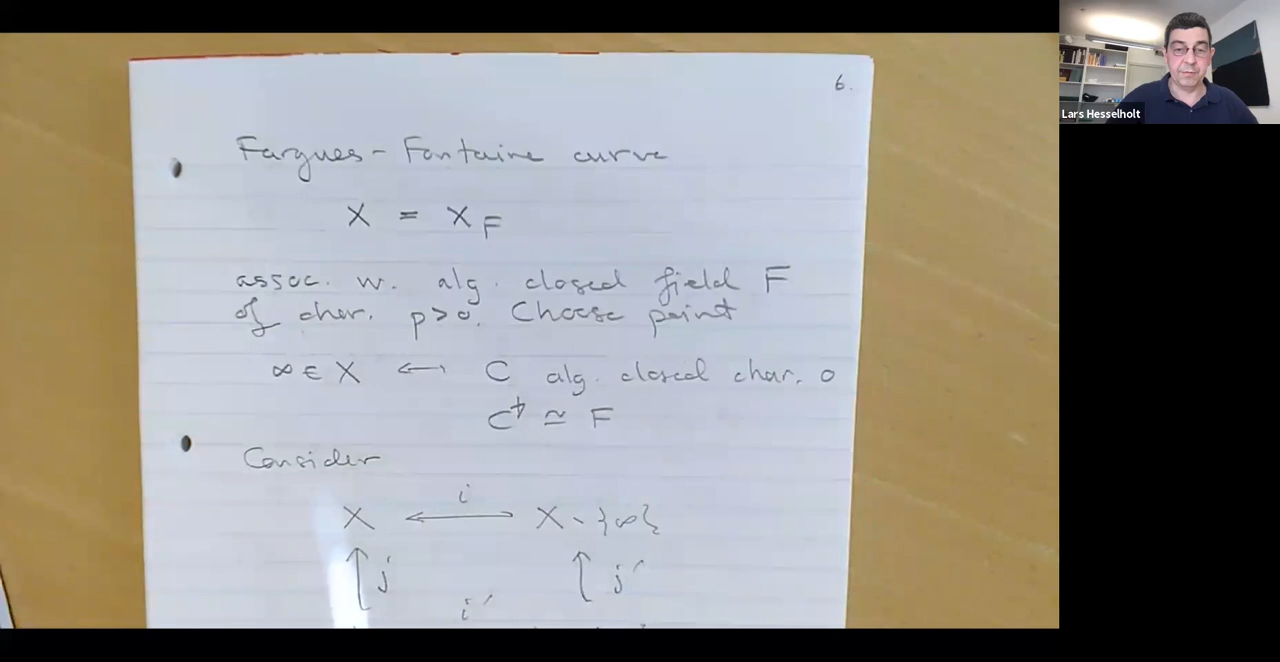 6.
Lars Hesselholt
Fargues-Fontaine curve
X = X_F
assoc. w. alg. closed field F
of char. p>0. Choose point
∞ ∈ X ↔ C alg. closed char. 0
C^♭ ≃ F
Consider
X ← i X ∖ {∞}
↑ j ↑ j′
i′